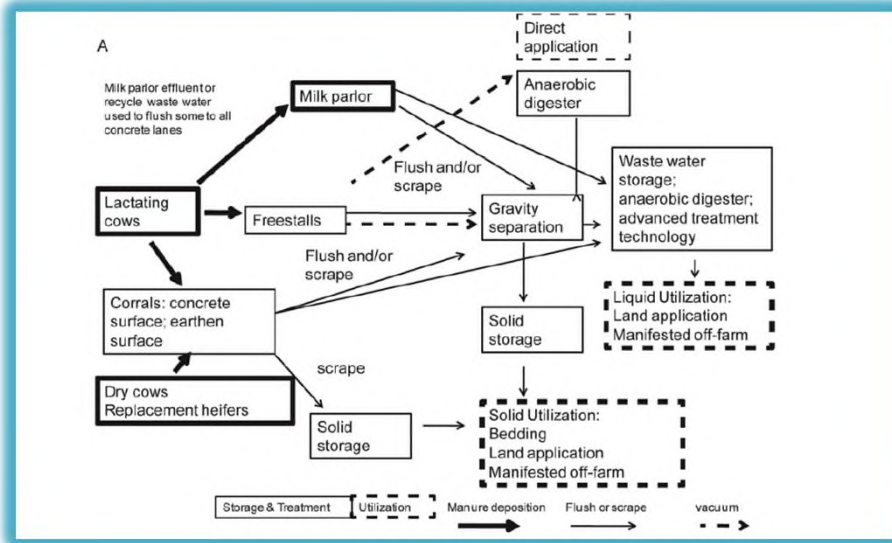 A
Direct
application
Milk parlor effluent or
recycle waste water
used to flush some to all
concrete lanes
Milk parlor
Anaerobic
digester
Flush and/or
scrape
Waste water
storage;
anaerobic digester;
advanced treatment
technology
Lactating
cows
Freestalls
Gravity
separation
Flush and/or
scrape
Corrals: concrete
surface; earthen
surface
Solid
storage
Liquid Utilization:
Land application
Manifested off-farm
scrape
Dry cows
Replacement heifers
Solid
storage
Solid Utilization:
Bedding
Land application
Manifested off-farm
Storage & Treatment
Utilization
Manure deposition
Flush or scrape
vacuum